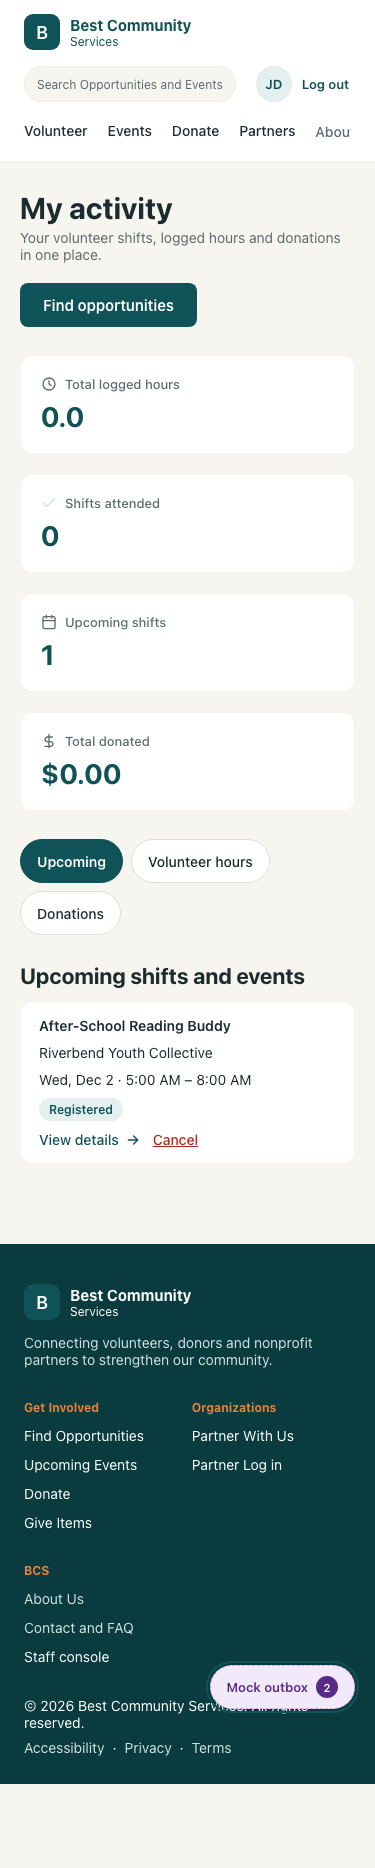 B
Best Community
Services
Search Opportunities and Events
JD
Log out
Volunteer Events Donate Partners About
My activity
Your volunteer shifts, logged hours and donations
in one place.
Find opportunities
Total logged hours
0.0
Shifts attended
0
Upcoming shifts
1
Total donated
$0.00
Upcoming
Volunteer hours
Donations
Upcoming shifts and events
After-School Reading Buddy
Riverbend Youth Collective
Wed, Dec 2 · 5:00 AM – 8:00 AM
Registered
View details → Cancel
B
Best Community
Services
Connecting volunteers, donors and nonprofit
partners to strengthen our community.
Get Involved
Find Opportunities
Upcoming Events
Donate
Give Items
Organizations
Partner With Us
Partner Log in
BCS
About Us
Contact and FAQ
Staff console
Mock outbox 2
© 2026 Best Community Services. All rights
reserved.
Accessibility · Privacy · Terms